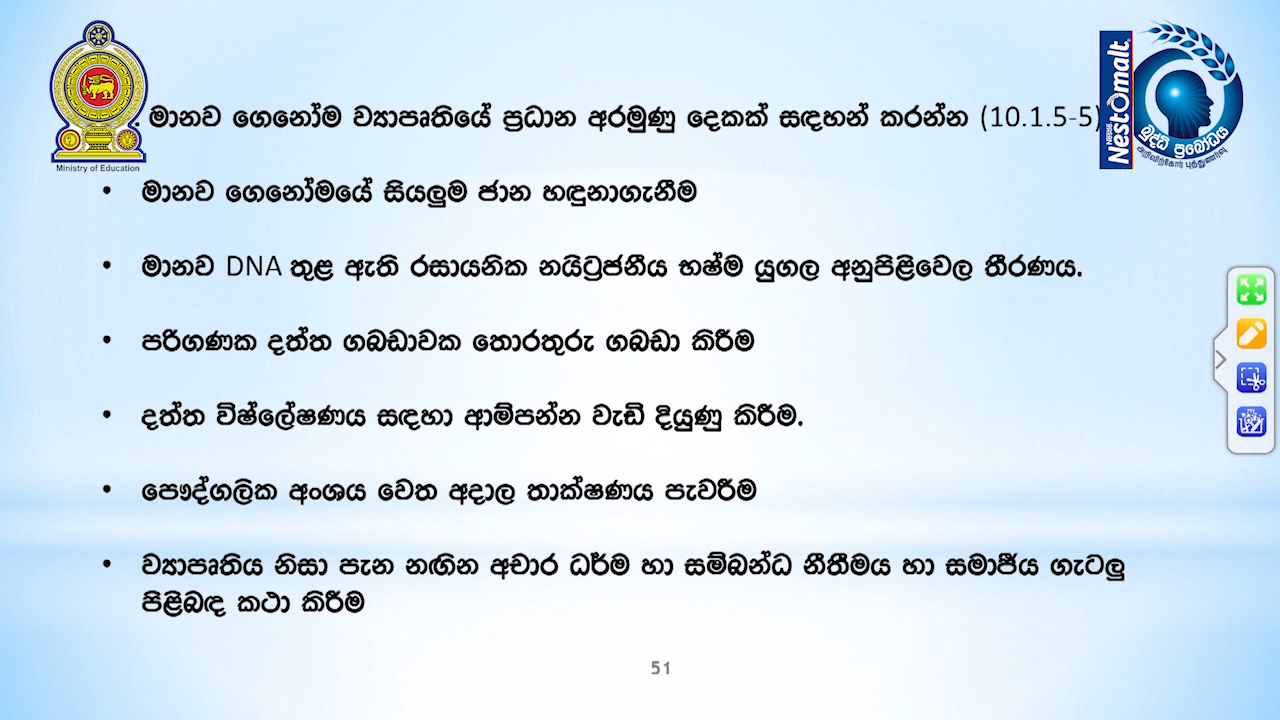 මානව ගෙනෝම ව්‍යාපෘතියේ ප්‍රධාන අරමුණු දෙකක් සඳහන් කරන්න (10.1.5-5)
Ministry of Education
NESTLÉ Nestomalt
බුද්ධි ප්‍රබෝධය
• මානව ගෙනෝමයේ සියලුම ජාන හඳුනාගැනීම
• මානව DNA තුළ ඇති රසායනික නයිට්‍රජනීය භෂ්ම යුගල අනුපිළිවෙල තීරණය.
• පරිගණක දත්ත ගබඩාවක තොරතුරු ගබඩා කිරීම
• දත්ත විෂ්ලේෂණය සඳහා ආම්පන්න වැඩි දියුණු කිරීම.
• පෞද්ගලික අංශය වෙත අදාල තාක්ෂණය පැවරීම
• ව්‍යාපෘතිය නිසා පැන නඟින අචාර ධර්ම හා සම්බන්ධ නීතීමය හා සමාජීය ගැටලු
පිළිබඳ කථා කිරීම
51